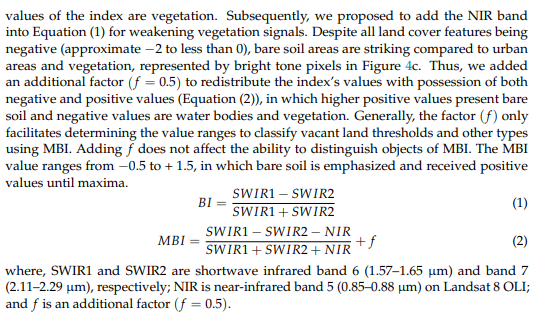 values of the index are vegetation. Subsequently, we proposed to add the NIR band
into Equation (1) for weakening vegetation signals. Despite all land cover features being
negative (approximate −2 to less than 0), bare soil areas are striking compared to urban
areas and vegetation, represented by bright tone pixels in Figure 4c. Thus, we added
an additional factor (f = 0.5) to redistribute the index's values with possession of both
negative and positive values (Equation (2)), in which higher positive values present bare
soil and negative values are water bodies and vegetation. Generally, the factor (f) only
facilitates determining the value ranges to classify vacant land thresholds and other types
using MBI. Adding f does not affect the ability to distinguish objects of MBI. The MBI
value ranges from −0.5 to + 1.5, in which bare soil is emphasized and received positive
values until maxima.
BI = (SWIR1 − SWIR2) / (SWIR1 + SWIR2) (1)
MBI = (SWIR1 − SWIR2 − NIR) / (SWIR1 + SWIR2 + NIR) + f (2)
where, SWIR1 and SWIR2 are shortwave infrared band 6 (1.57–1.65 µm) and band 7
(2.11–2.29 µm), respectively; NIR is near-infrared band 5 (0.85–0.88 µm) on Landsat 8 OLI;
and f is an additional factor (f = 0.5).